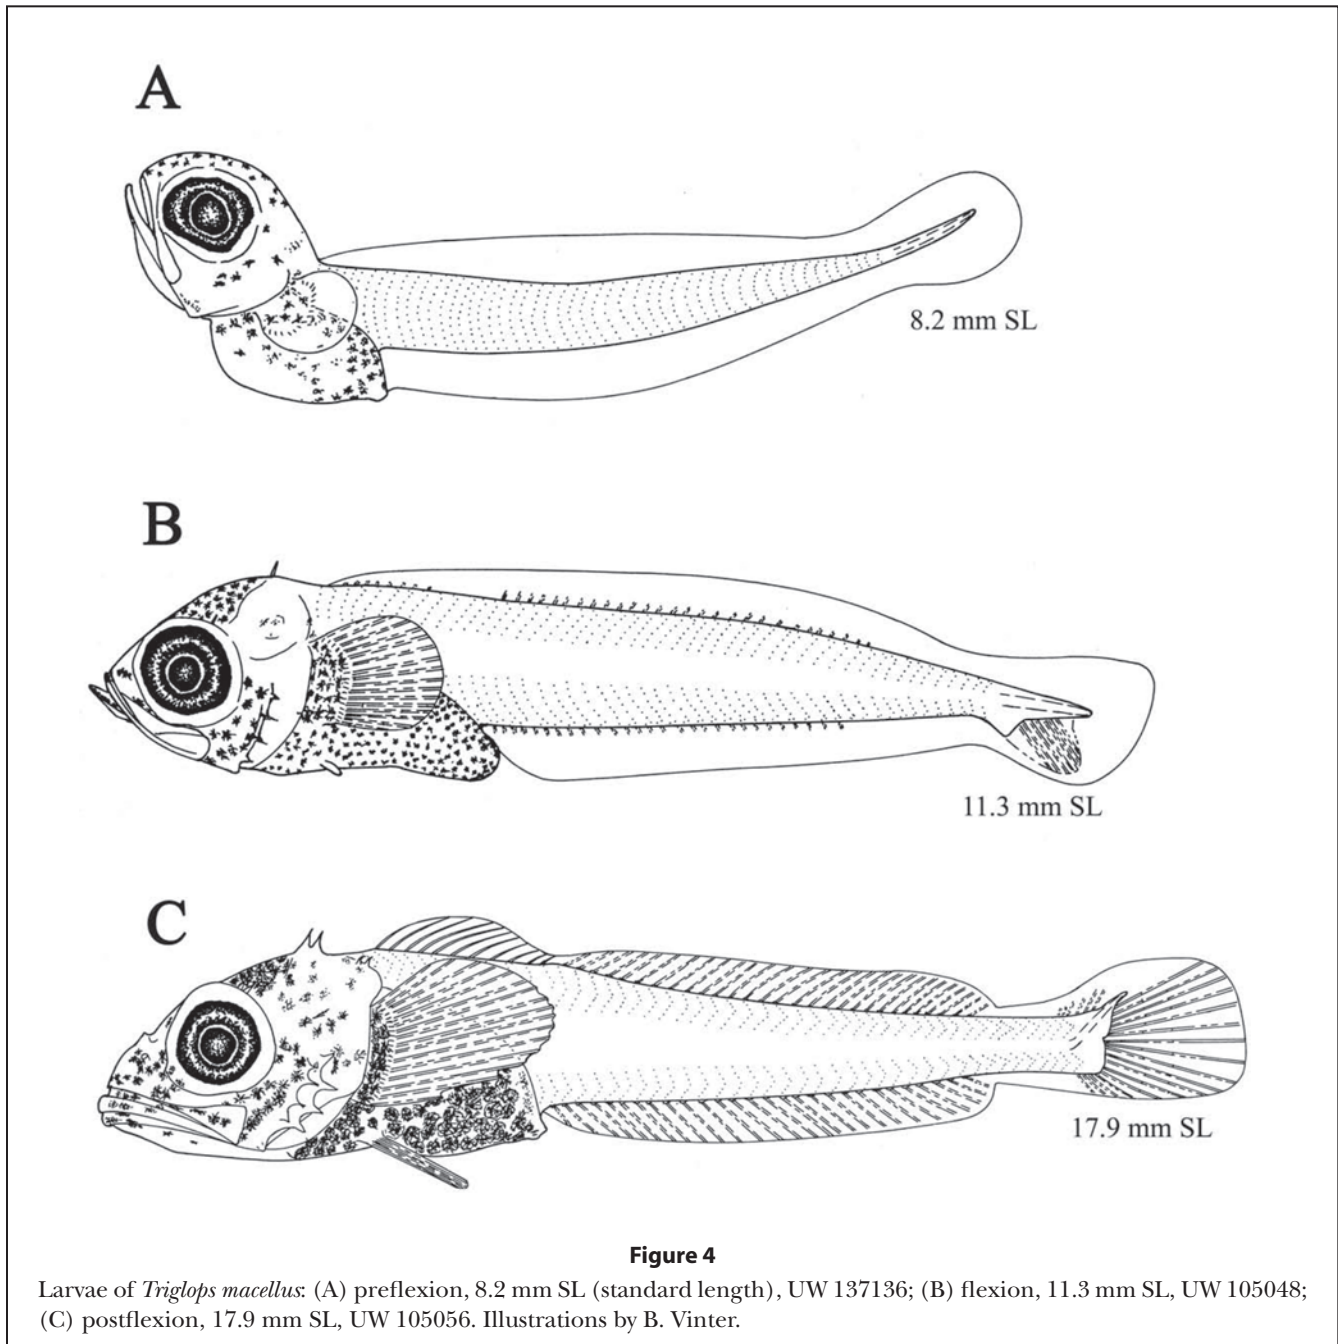 A
8.2 mm SL
B
11.3 mm SL
C
17.9 mm SL
Figure 4
Larvae of Triglops macellus: (A) preflexion, 8.2 mm SL (standard length), UW 137136; (B) flexion, 11.3 mm SL, UW 105048;
(C) postflexion, 17.9 mm SL, UW 105056. Illustrations by B. Vinter.